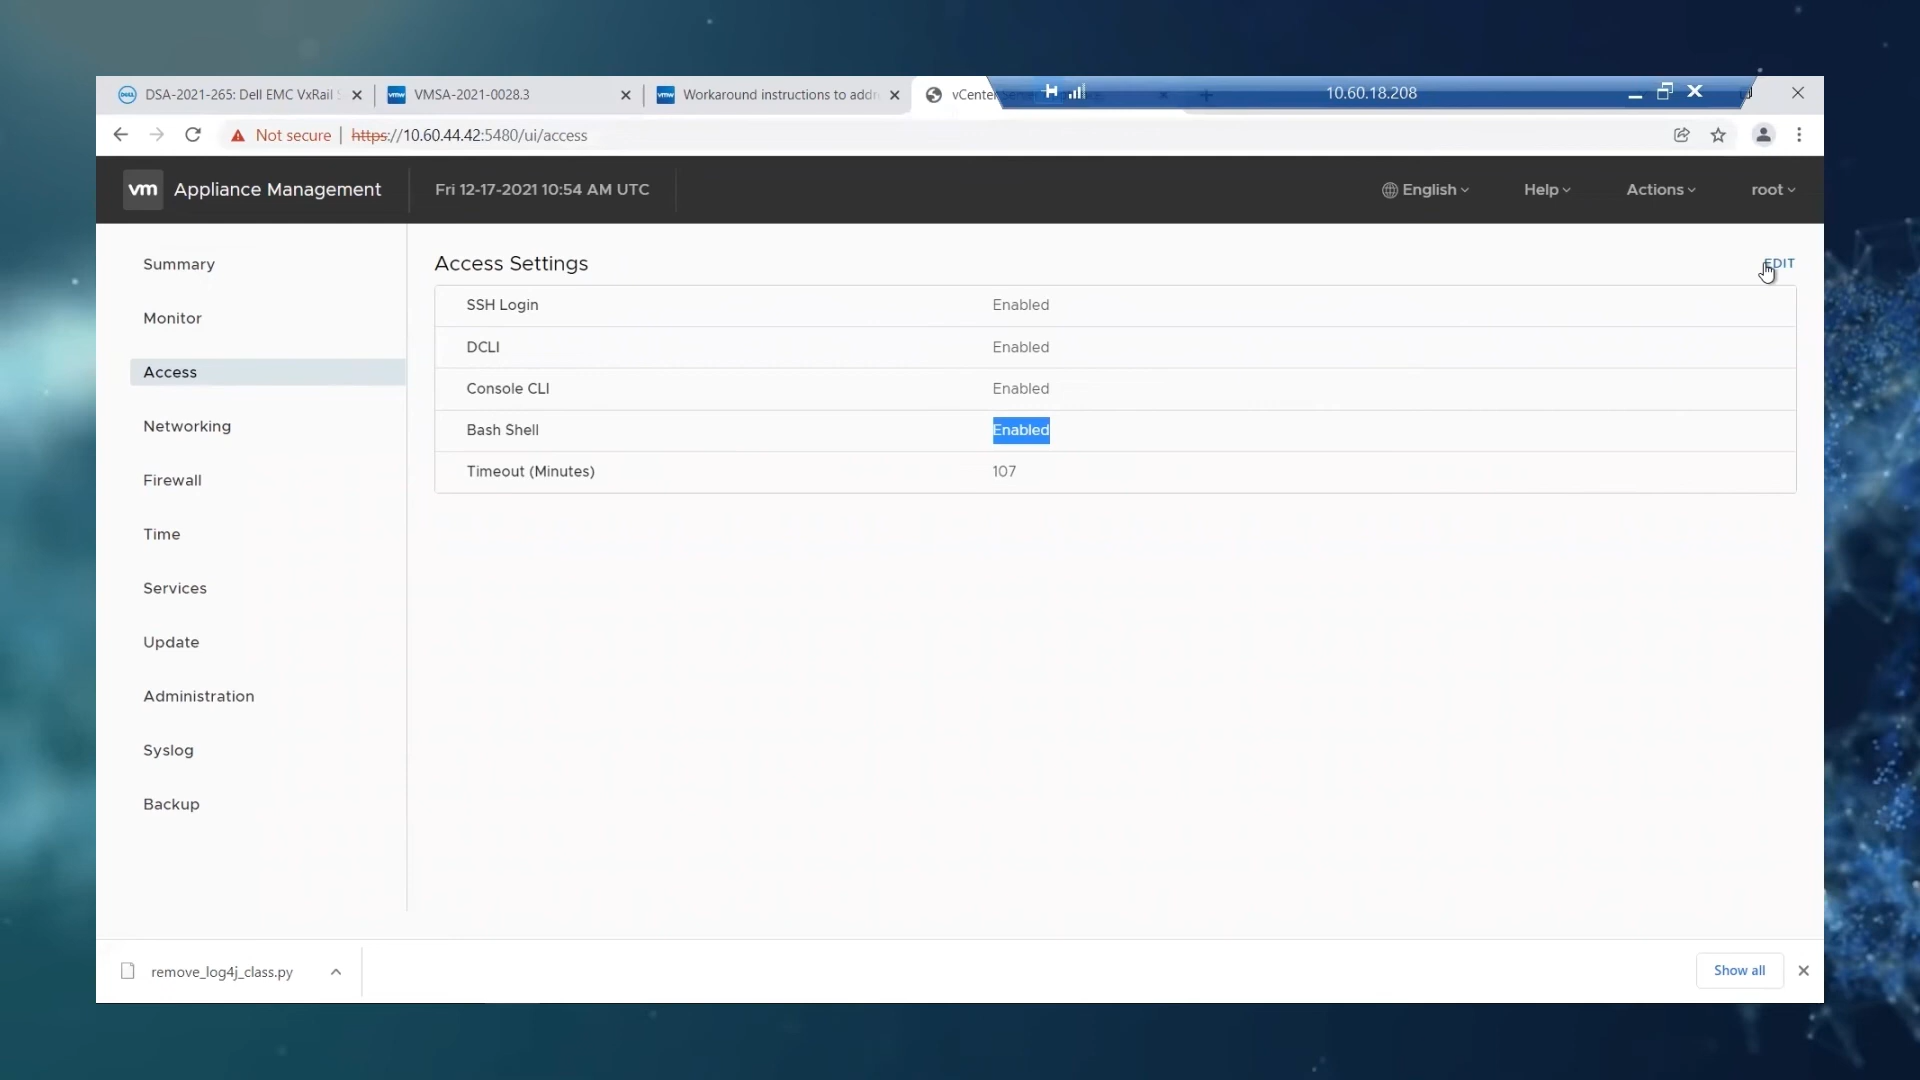 DSA-2021-265: Dell EMC VxRail
VMSA-2021-0028.3
Workaround instructions to addr
vCenter
10.60.18.208
Not secure | https://10.60.44.42:5480/ui/access
vm Appliance Management
Fri 12-17-2021 10:54 AM UTC
English
Help
Actions
root
Summary
Monitor
Access
Networking
Firewall
Time
Services
Update
Administration
Syslog
Backup
Access Settings
EDIT
SSH Login Enabled
DCLI Enabled
Console CLI Enabled
Bash Shell Enabled
Timeout (Minutes) 107
remove_log4j_class.py
Show all